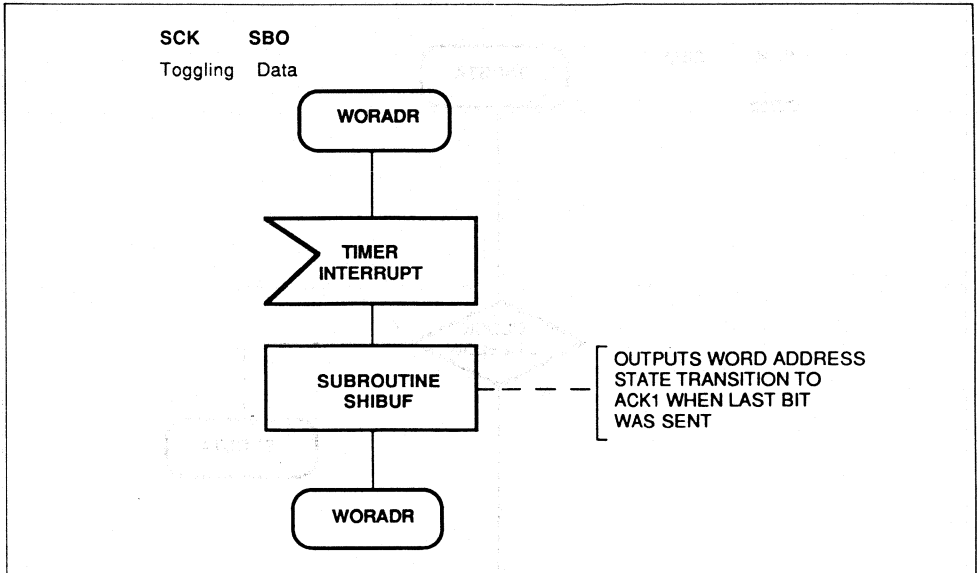 SCK SBO
Toggling Data
WORADR
TIMER
INTERRUPT
SUBROUTINE
SHIBUF
OUTPUTS WORD ADDRESS
STATE TRANSITION TO
ACK1 WHEN LAST BIT
WAS SENT
WORADR